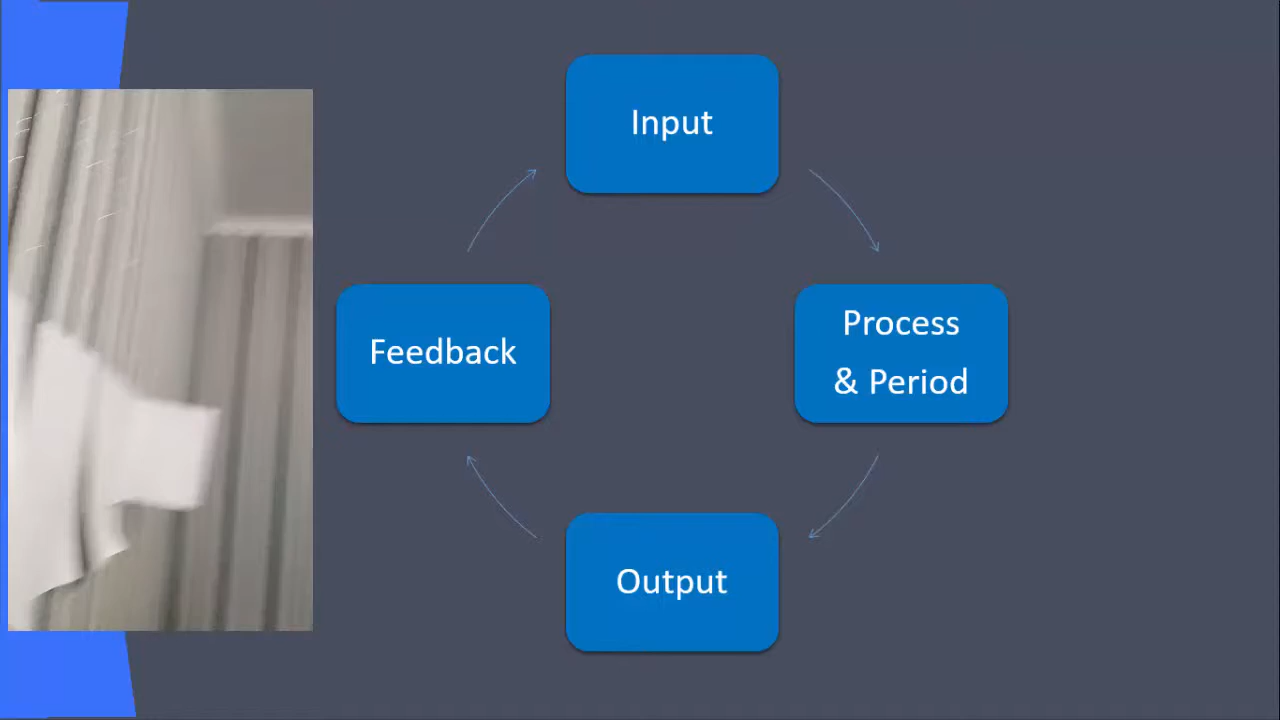 Input
Process
& Period
Feedback
Output